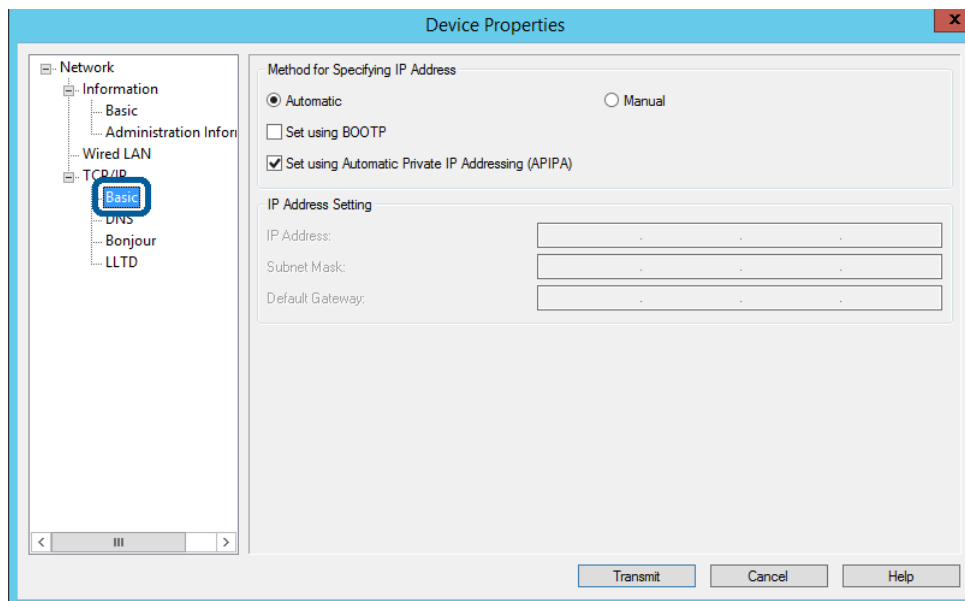 Device Properties
x
Network
Information
Basic
Administration Infor
Wired LAN
TCP/IP
Basic
DNS
Bonjour
LLTD
Method for Specifying IP Address
Automatic
Manual
Set using BOOTP
Set using Automatic Private IP Addressing (APIPA)
IP Address Setting
IP Address:
Subnet Mask:
Default Gateway:
Transmit
Cancel
Help